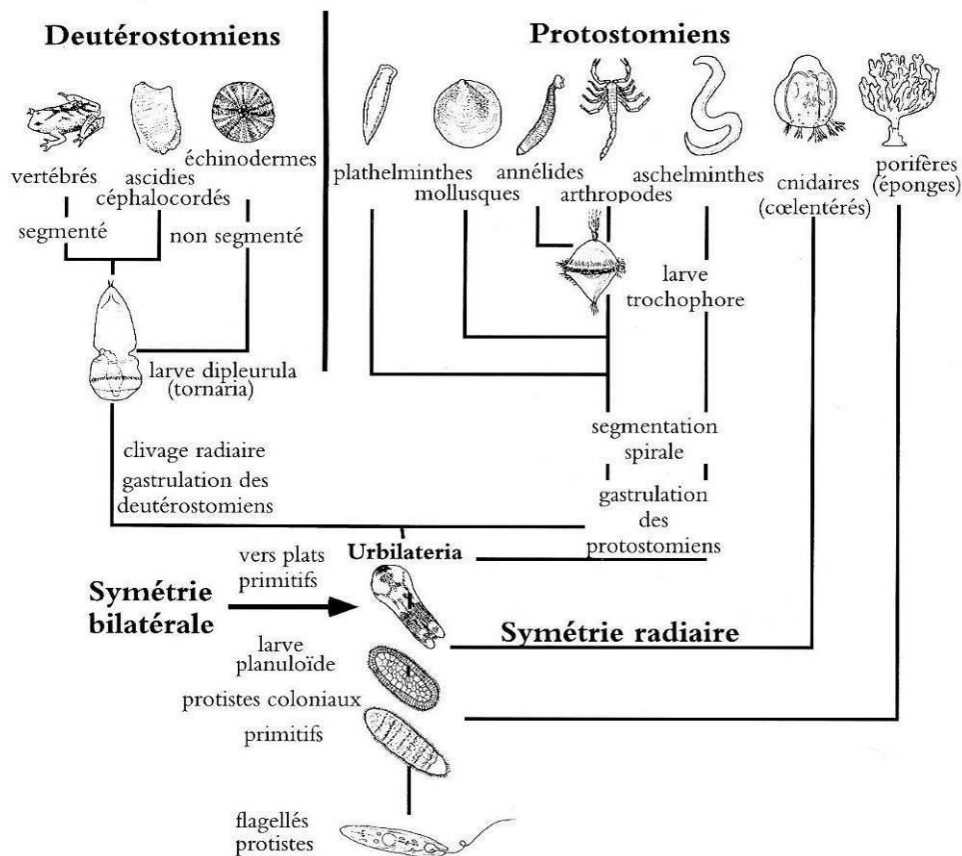 Deutérostomiens
Protostomiens
vertébrés
ascidies
céphalocordés
échinodermes
plathelminthes
mollusques
annélides
arthropodes
aschelminthes
cnidaires
(cœlentérés)
porifères
(éponges)
segmenté
non segmenté
larve
trochophore
larve dipleurula
(tornaria)
segmentation
spirale
clivage radiaire
gastrulation des
deutérostomiens
gastrulation
des
protostomiens
Urbilateria
vers plats
primitifs
Symétrie
bilatérale
Symétrie radiaire
larve
planuloïde
protistes coloniaux
primitifs
flagellés
protistes